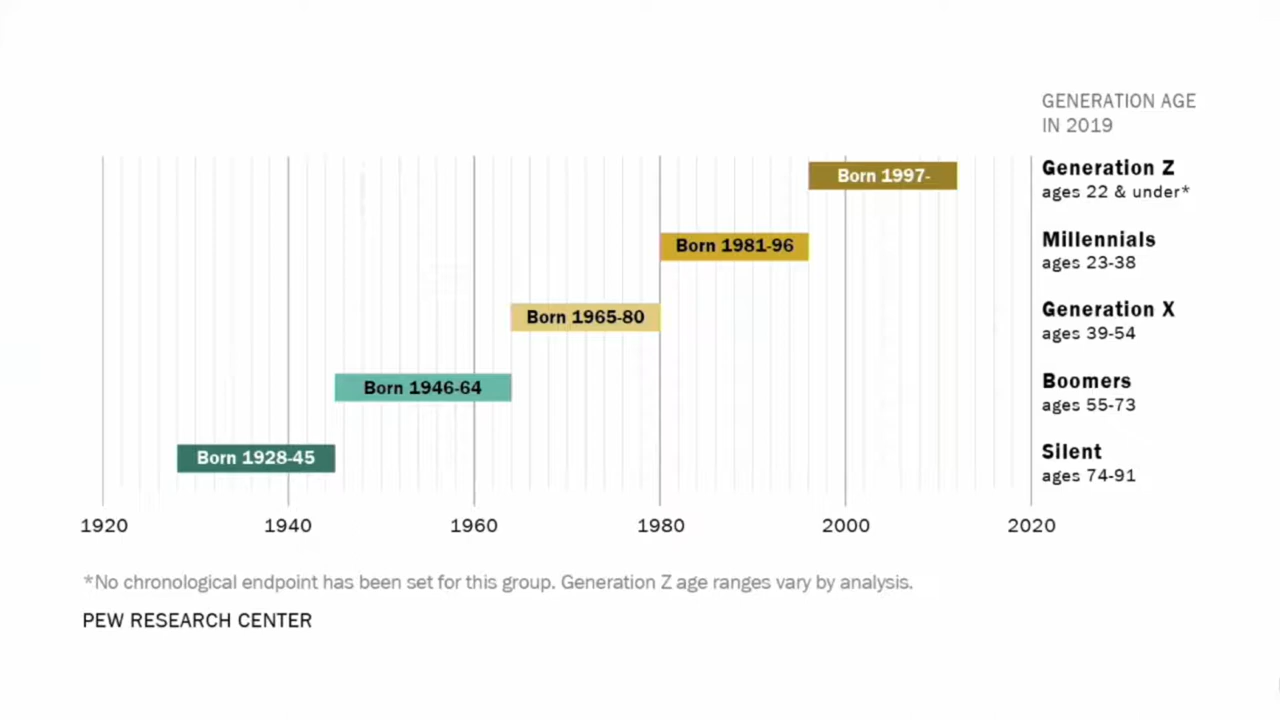 GENERATION AGE
IN 2019
Born 1997-
Generation Z
ages 22 & under*
Born 1981-96
Millennials
ages 23-38
Born 1965-80
Generation X
ages 39-54
Born 1946-64
Boomers
ages 55-73
Born 1928-45
Silent
ages 74-91
1920 1940 1960 1980 2000 2020
*No chronological endpoint has been set for this group. Generation Z age ranges vary by analysis.
PEW RESEARCH CENTER